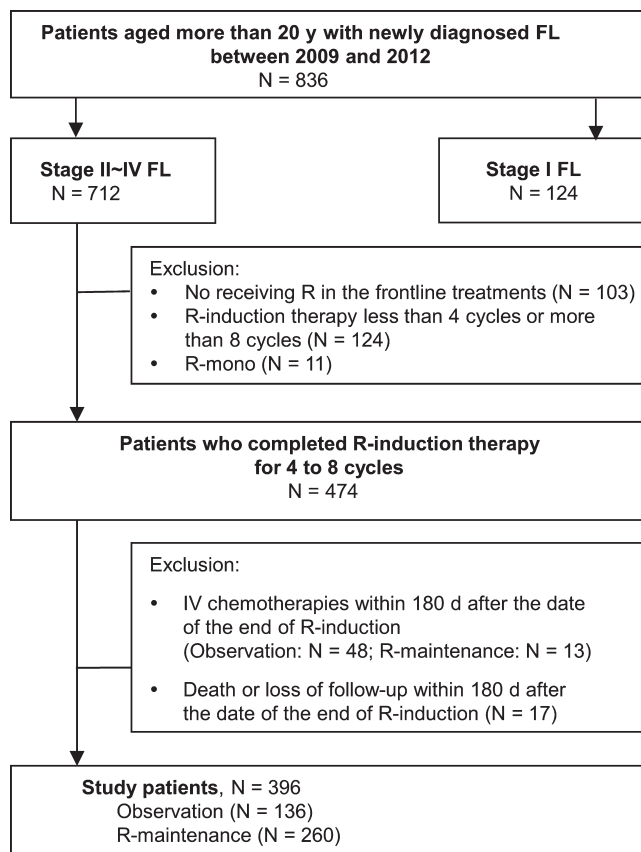 Patients aged more than 20 y with newly diagnosed FL
between 2009 and 2012
N = 836
Stage II~IV FL
N = 712
Stage I FL
N = 124
Exclusion:
• No receiving R in the frontline treatments (N = 103)
• R-induction therapy less than 4 cycles or more
than 8 cycles (N = 124)
• R-mono (N = 11)
Patients who completed R-induction therapy
for 4 to 8 cycles
N = 474
Exclusion:
• IV chemotherapies within 180 d after the date
of the end of R-induction
(Observation: N = 48; R-maintenance: N = 13)
• Death or loss of follow-up within 180 d after
the date of the end of R-induction (N = 17)
Study patients, N = 396
Observation (N = 136)
R-maintenance (N = 260)